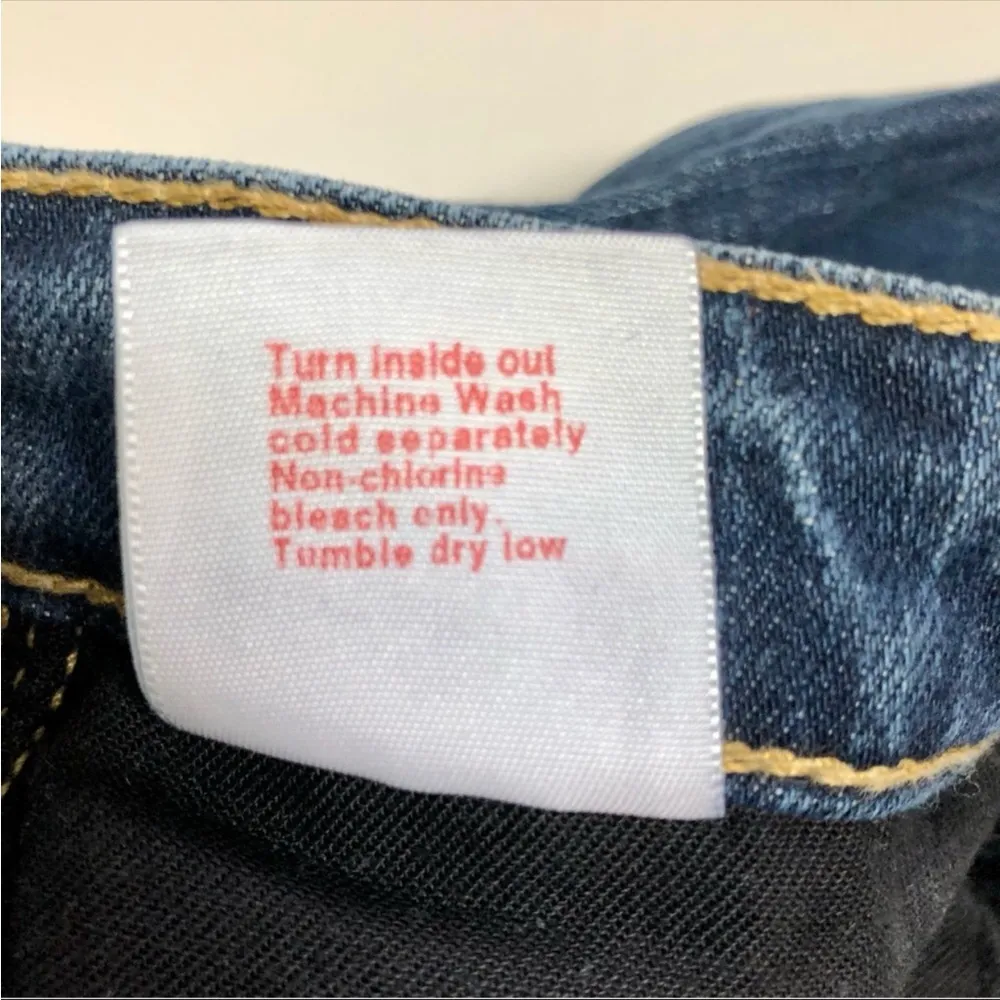 Turn inside out
Machine Wash
cold separately
Non-chlorine
bleach only.
Tumble dry low